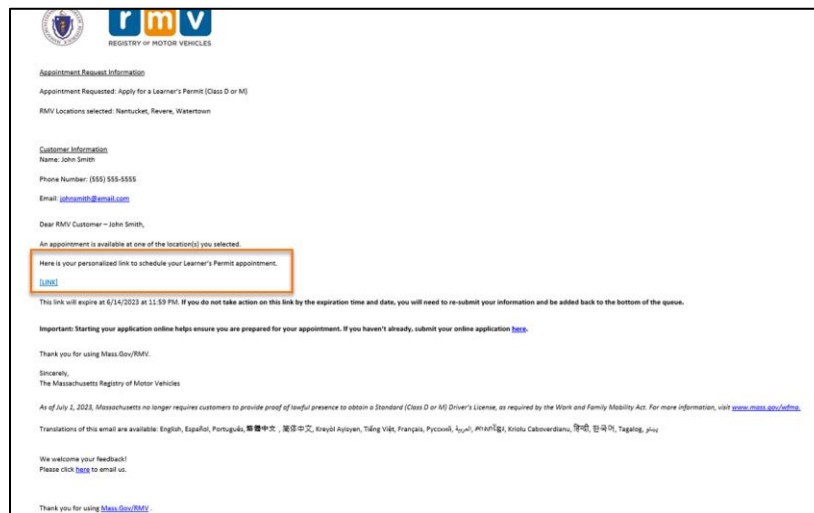 rmv
REGISTRY OF MOTOR VEHICLES
Appointment Request Information
Appointment Requested: Apply for a Learner's Permit (Class D or M)
RMV Locations selected: Nantucket, Revere, Watertown
Customer Information
Name: John Smith
Phone Number: (555) 555-5555
Email: johnsmith@email.com
Dear RMV Customer – John Smith,
An appointment is available at one of the location(s) you selected.
Here is your personalized link to schedule your Learner's Permit appointment.
[LINK]
This link will expire at 6/14/2023 at 11:59 PM. If you do not take action on this link by the expiration time and date, you will need to re-submit your information and be added back to the bottom of the queue.
Important: Starting your application online helps ensure you are prepared for your appointment. If you haven't already, submit your online application here.
Thank you for using Mass.Gov/RMV.
Sincerely,
The Massachusetts Registry of Motor Vehicles
As of July 1, 2023, Massachusetts no longer requires customers to provide proof of lawful presence to obtain a Standard (Class D or M) Driver's License, as required by the Work and Family Mobility Act. For more information, visit www.mass.gov/wfma.
Translations of this email are available: English, Español, Português, 繁體中文, 简体中文, Kreyòl Ayisyen, Tiếng Việt, Français, Русский, العربية, Kriolu Caboverdianu, हिन्दी, 한국어, Tagalog, پښتو
We welcome your feedback!
Please click here to email us.
Thank you for using Mass.Gov/RMV .